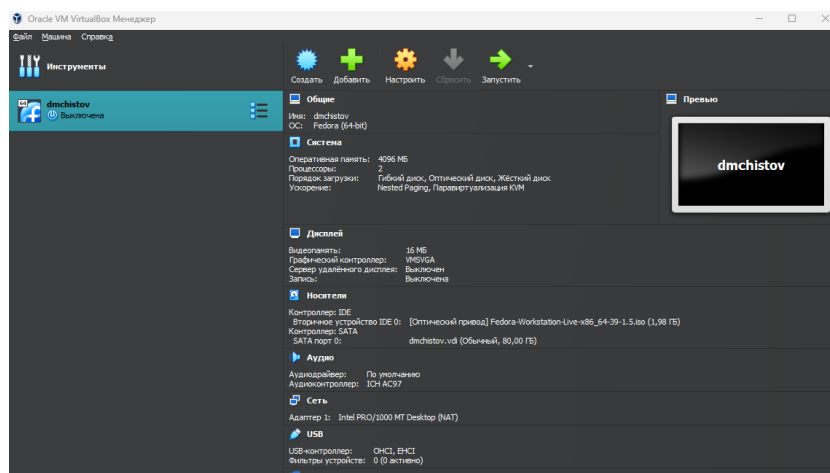 Oracle VM VirtualBox Менеджер
Файл Машина Справка
Инструменты
Создать Добавить Настроить Сбросить Запустить
64
dmchistov
Выключена
Общие
Имя: dmchistov
ОС: Fedora (64-bit)
Превью
dmchistov
Система
Оперативная память: 4096 МБ
Процессоры: 2
Порядок загрузки: Гибкий диск, Оптический диск, Жёсткий диск
Ускорение: Nested Paging, Паравиртуализация KVM
Дисплей
Видеопамять: 16 МБ
Графический контроллер: VMSVGA
Сервер удалённого дисплея: Выключен
Запись: Выключена
Носители
Контроллер: IDE
Вторичное устройство IDE 0: [Оптический привод] Fedora-Workstation-Live-x86_64-39-1.5.iso (1,98 ГБ)
Контроллер: SATA
SATA порт 0: dmchistov.vdi (Обычный, 80,00 ГБ)
Аудио
Аудиодрайвер: По умолчанию
Аудиоконтроллер: ICH AC97
Сеть
Адаптер 1: Intel PRO/1000 MT Desktop (NAT)
USB
USB-контроллер: OHCI, EHCI
Фильтры устройств: 0 (0 активно)